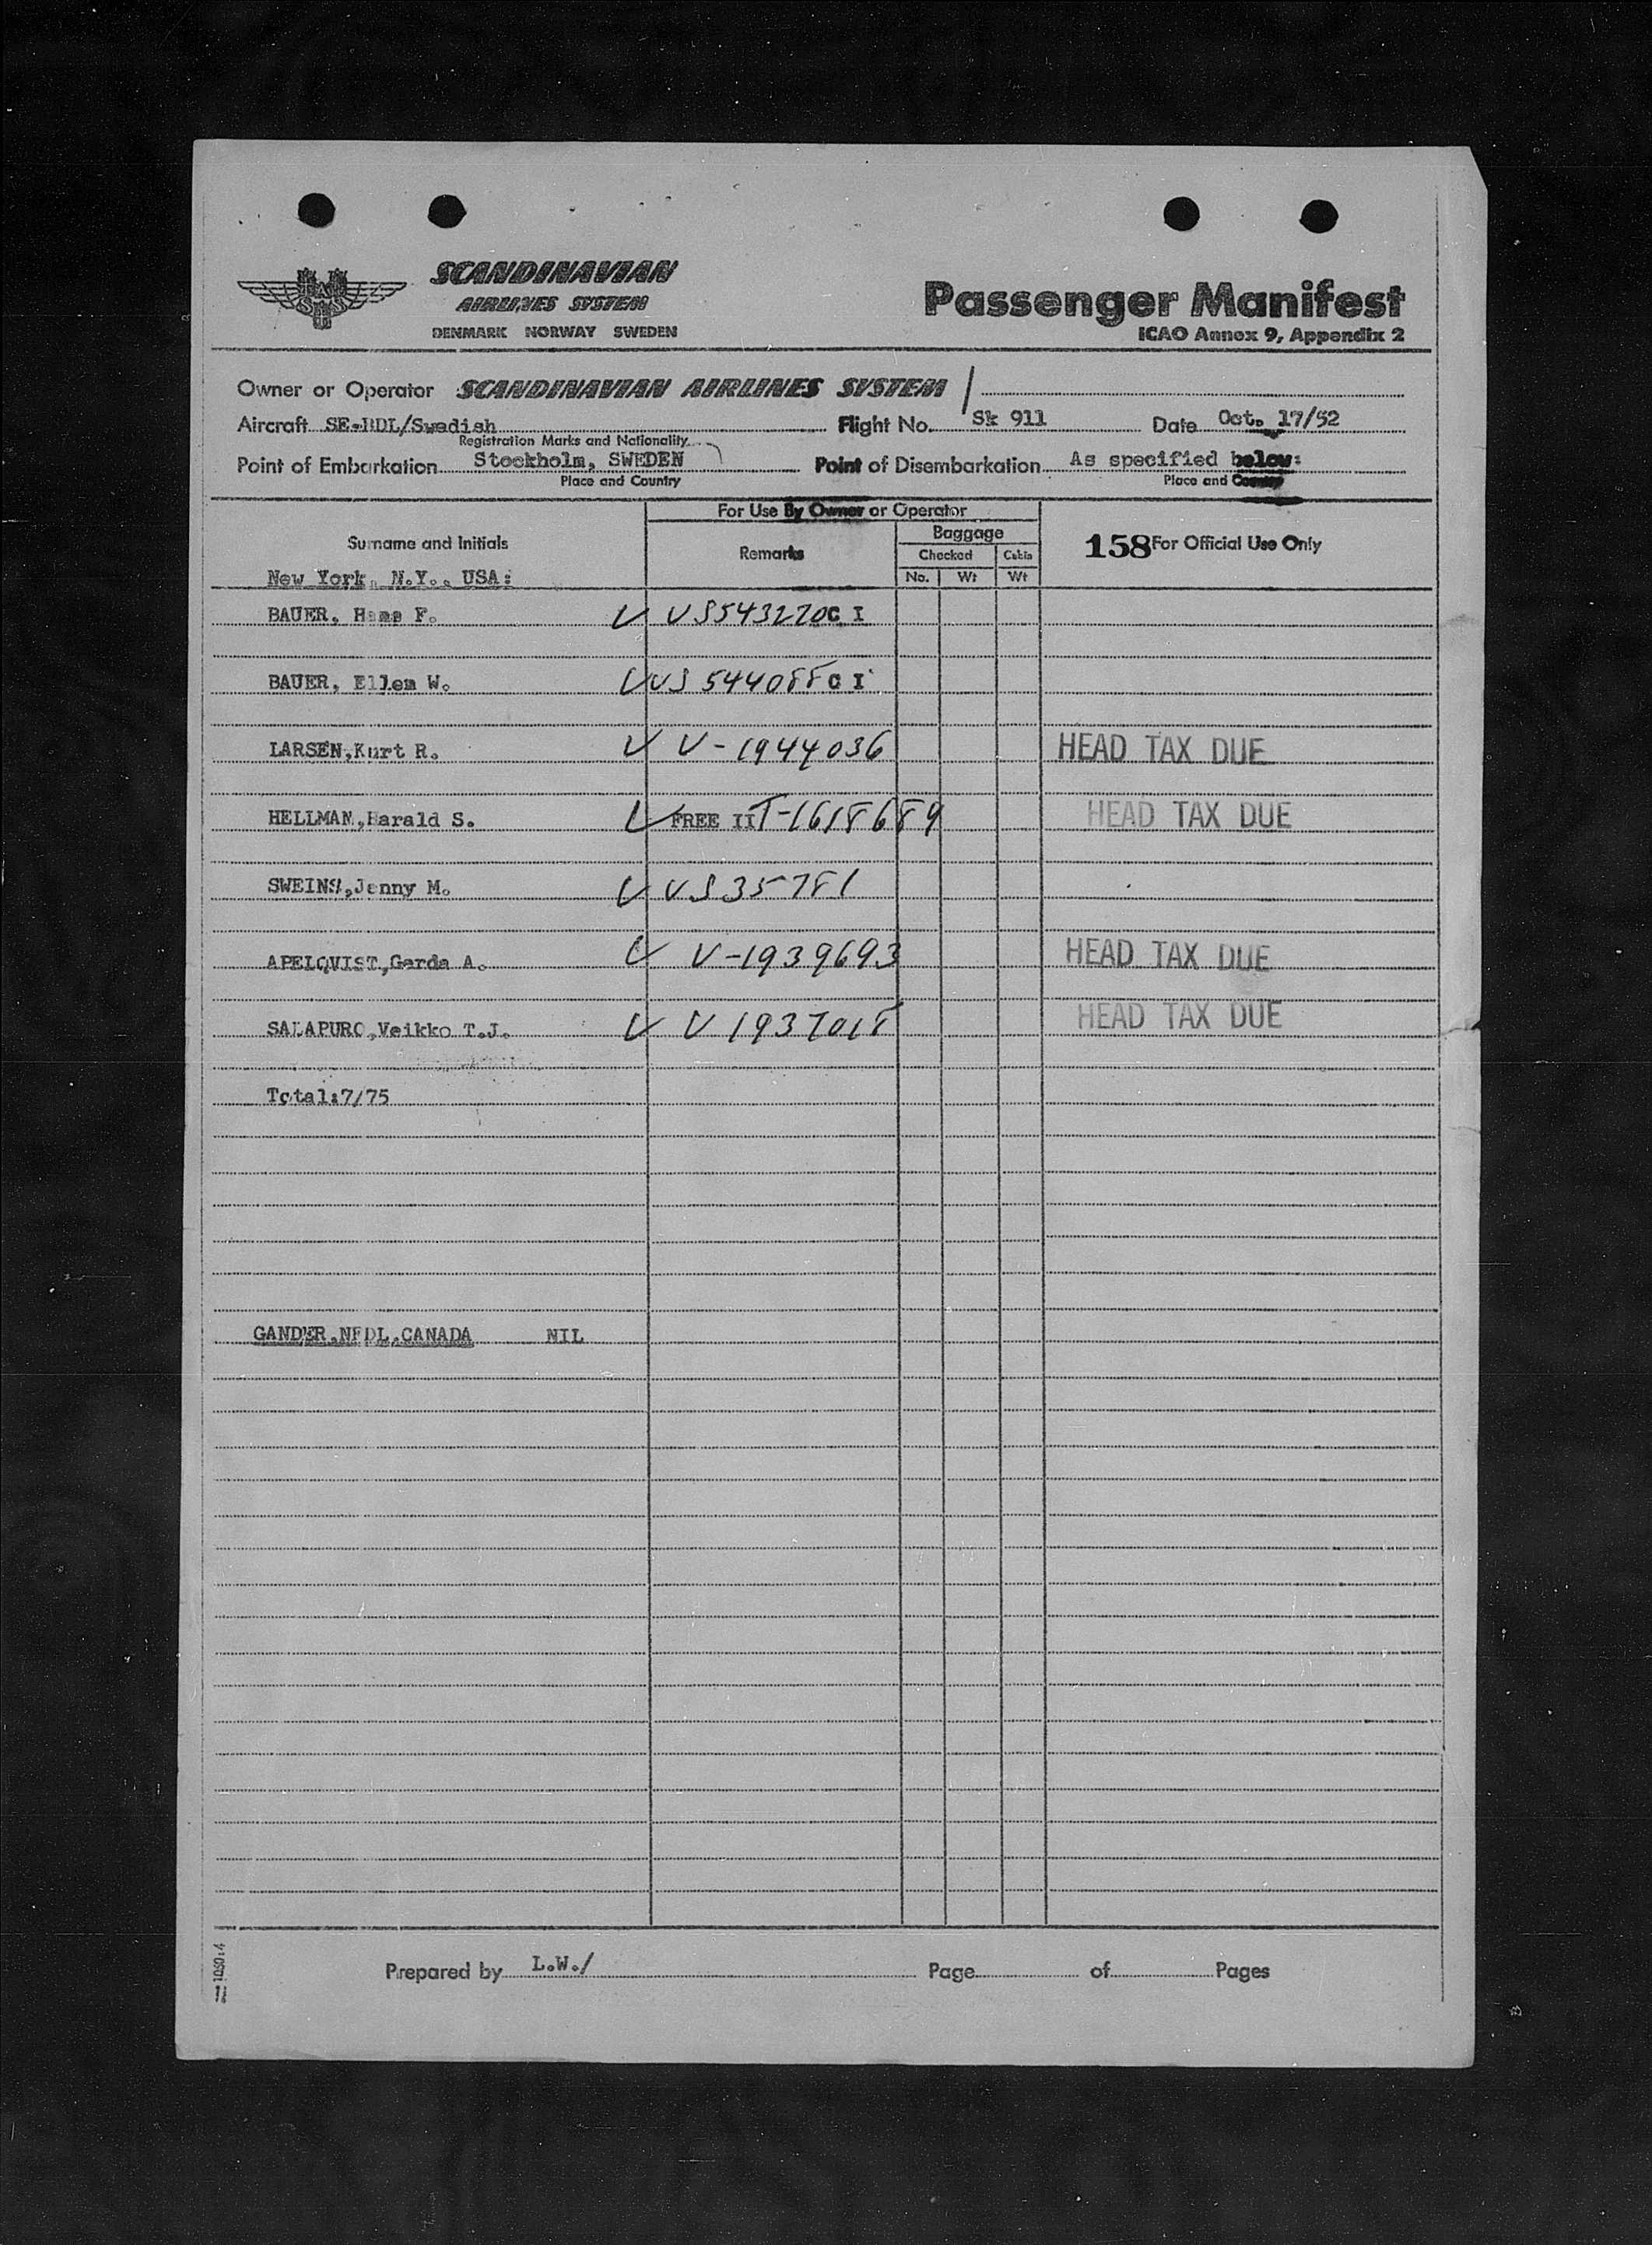 SCANDINAVIAN
AIRLINES SYSTEM
DENMARK NORWAY SWEDEN
Passenger Manifest
ICAO Annex 9, Appendix 2
Owner or Operator SCANDINAVIAN AIRLINES SYSTEM /
Aircraft SE-BDL/Swedish Flight No. Sk 911 Date Oct. 17/52
Registration Marks and Nationality
Point of Embarkation Stockholm, SWEDEN Point of Disembarkation As specified below:
Place and Country Place and Country
For Use By Owner or Operator
Surname and Initials Remarks Baggage 158 For Official Use Only
Checked Cabin
No. Wt Wt
New York, N.Y., USA:
BAUER, Hans F. V VS543270 C I
BAUER, Ellen W. V VS 544088 C I
LARSEN,Kurt R. V V-1944036 HEAD TAX DUE
HELLMAN,Harald S. V FREE II T-1618689 HEAD TAX DUE
SWEINS,Jenny M. V VS35781
APELQVIST,Gerda A. V V-1939693 HEAD TAX DUE
SALAPURO,Veikko T.J. V V 1937018 HEAD TAX DUE
Total:7/75
GANDER,NFDL,CANADA NIL
Prepared by L.W./ Page of Pages